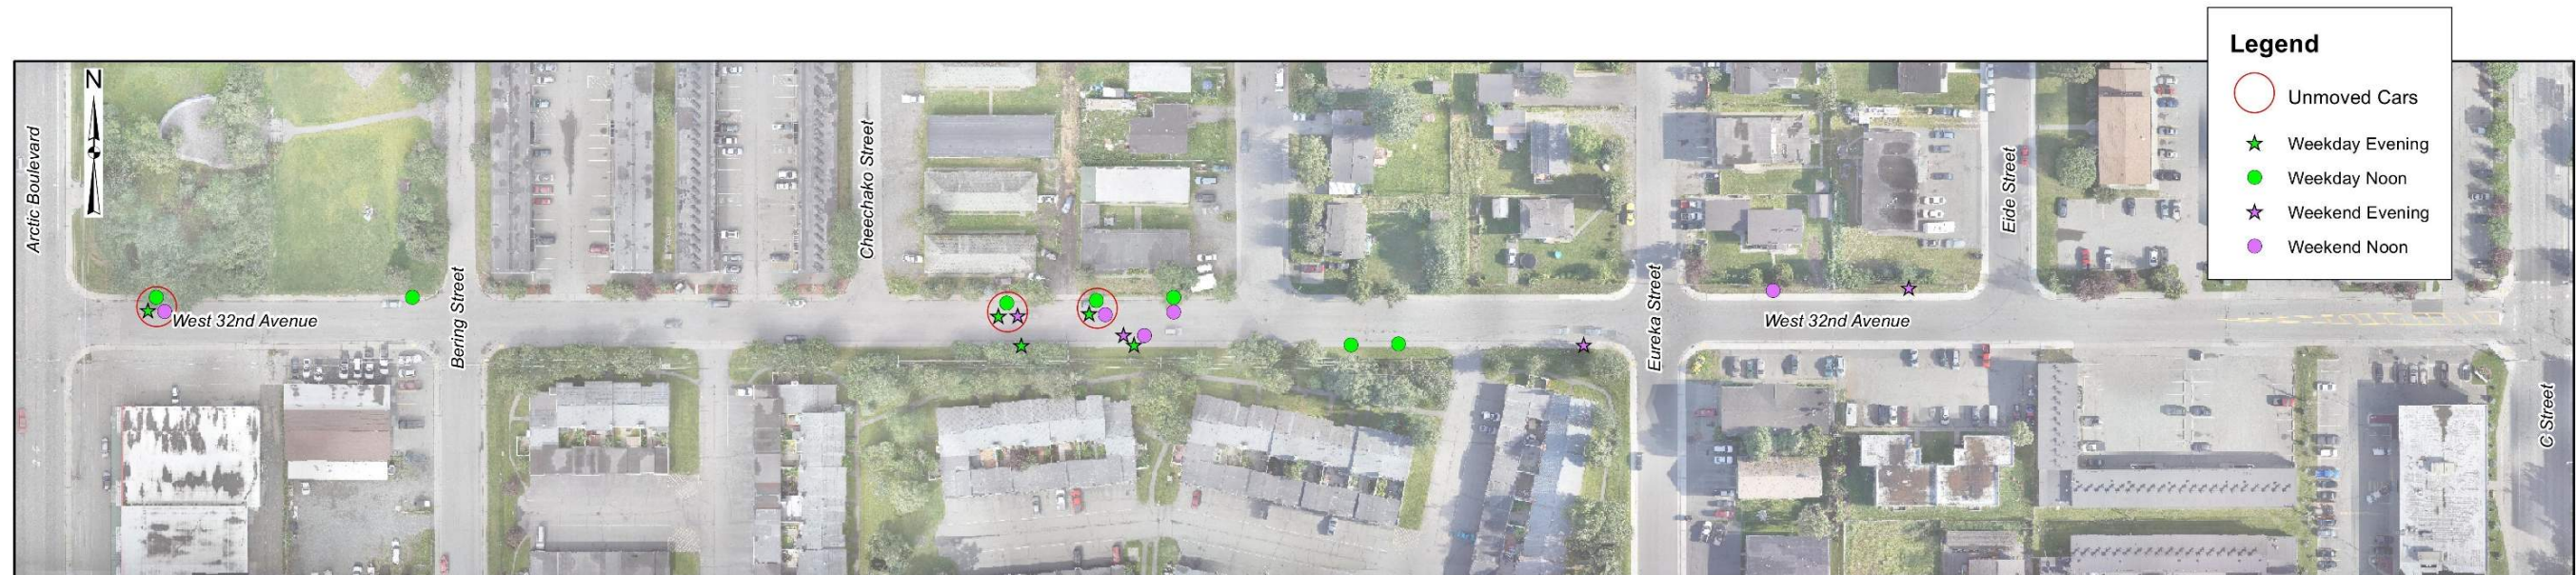 Legend
Unmoved Cars
Weekday Evening
Weekday Noon
Weekend Evening
Weekend Noon
N
Arctic Boulevard
Bering Street
Cheechako Street
Eureka Street
Eide Street
C Street
West 32nd Avenue
West 32nd Avenue